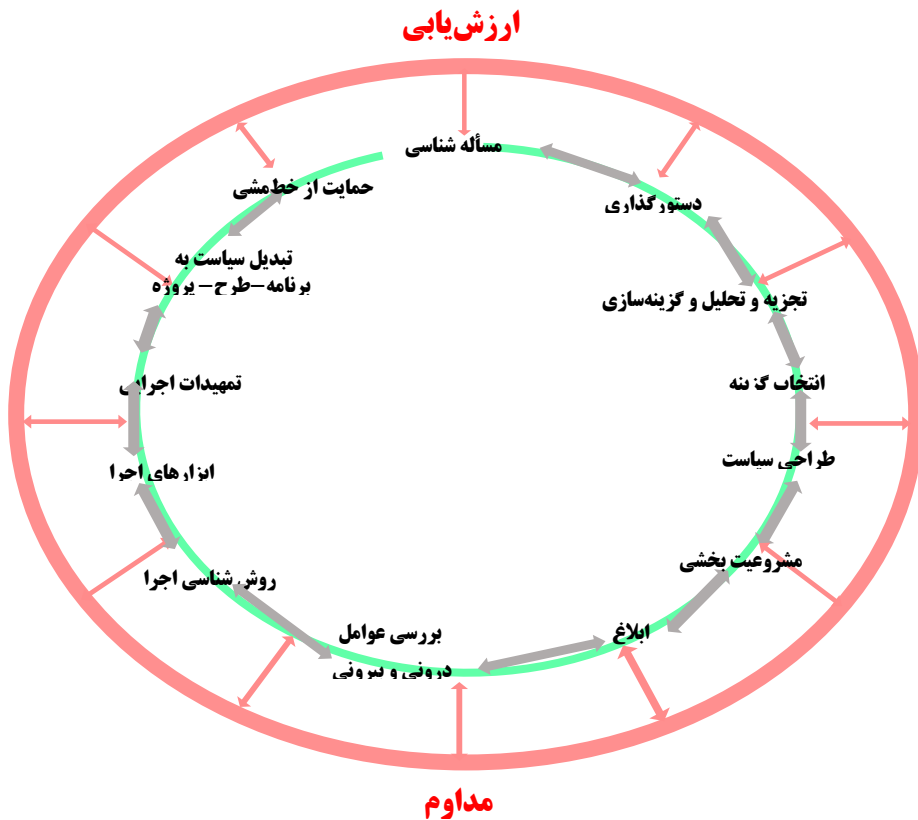 ارزش‌یابی
مسأله شناسی
دستورگذاری
تجزیه و تحلیل و گزینه‌سازی
انتخاب گزینه
طراحی سیاست
مشروعیت بخشی
ابلاغ
بررسی عوامل
درونی و بیرونی
روش شناسی اجرا
ابزارهای اجرا
تمهیدات اجرایی
تبدیل سیاست به
برنامه-طرح- پروژه
حمایت از خط‌مشی
مداوم